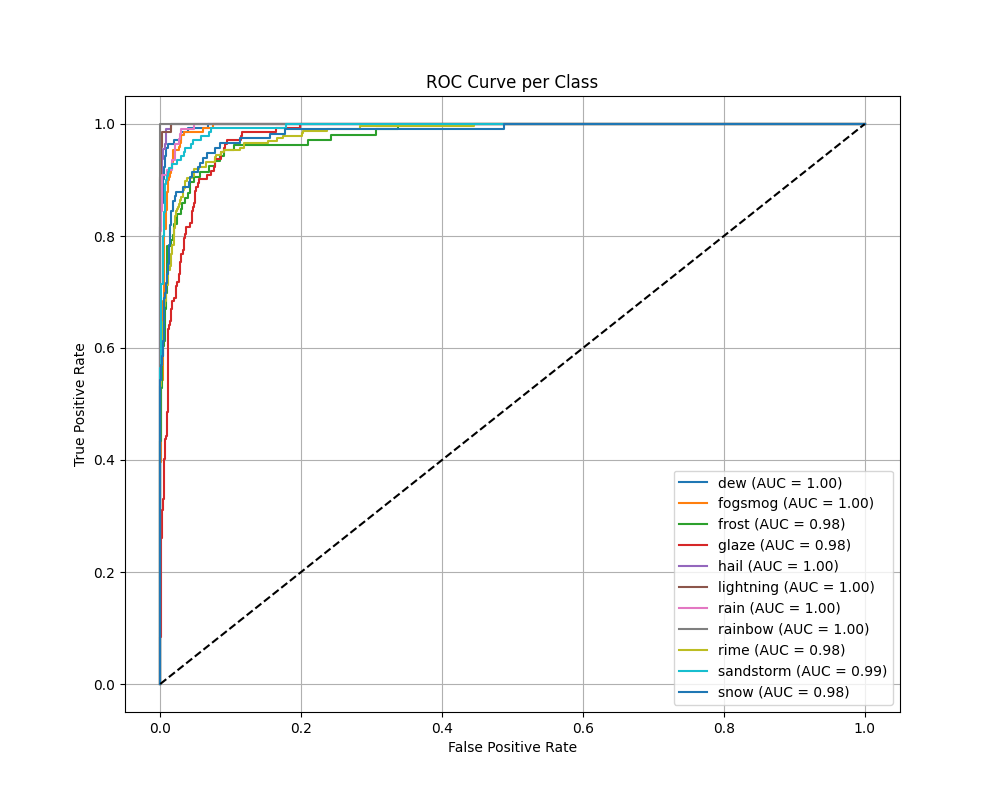 ROC Curve per Class
True Positive Rate
1.0
0.8
0.6
0.4
0.2
0.0
dew (AUC = 1.00)
fogsmog (AUC = 1.00)
frost (AUC = 0.98)
glaze (AUC = 0.98)
hail (AUC = 1.00)
lightning (AUC = 1.00)
rain (AUC = 1.00)
rainbow (AUC = 1.00)
rime (AUC = 0.98)
sandstorm (AUC = 0.99)
snow (AUC = 0.98)
0.0 0.2 0.4 0.6 0.8 1.0
False Positive Rate